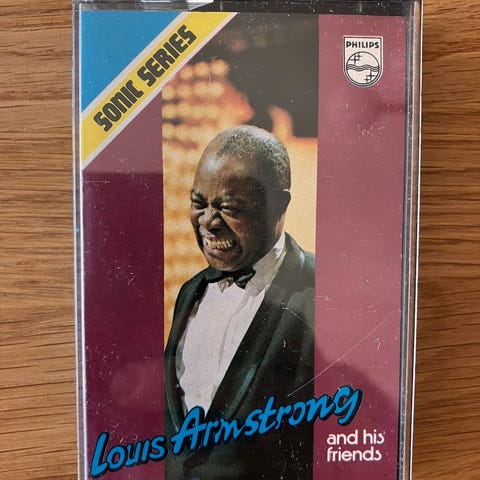 SONIC SERIES
PHILIPS
Louis Armstrong
and his
friends